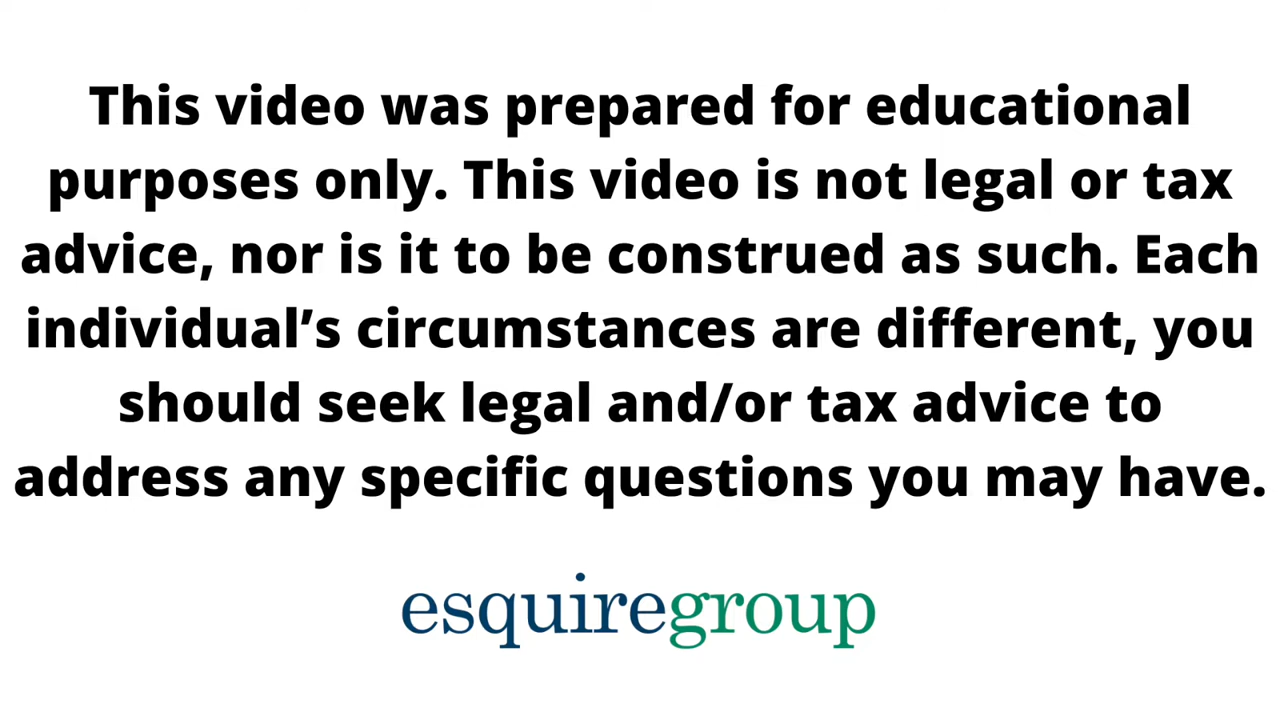 This video was prepared for educational
purposes only. This video is not legal or tax
advice, nor is it to be construed as such. Each
individual’s circumstances are different, you
should seek legal and/or tax advice to
address any specific questions you may have.
esquiregroup